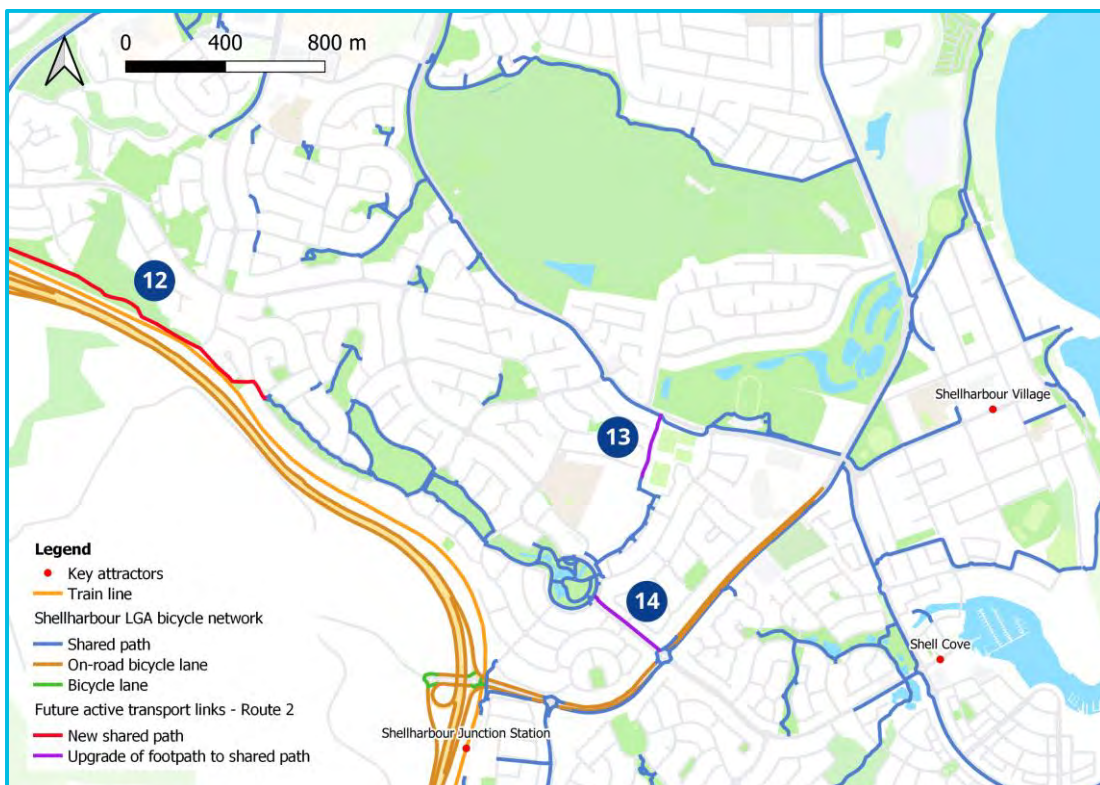 0 400 800 m
12
13
14
Shellharbour Village
Shell Cove
Shellharbour Junction Station
Legend
Key attractors
Train line
Shellharbour LGA bicycle network
Shared path
On-road bicycle lane
Bicycle lane
Future active transport links - Route 2
New shared path
Upgrade of footpath to shared path